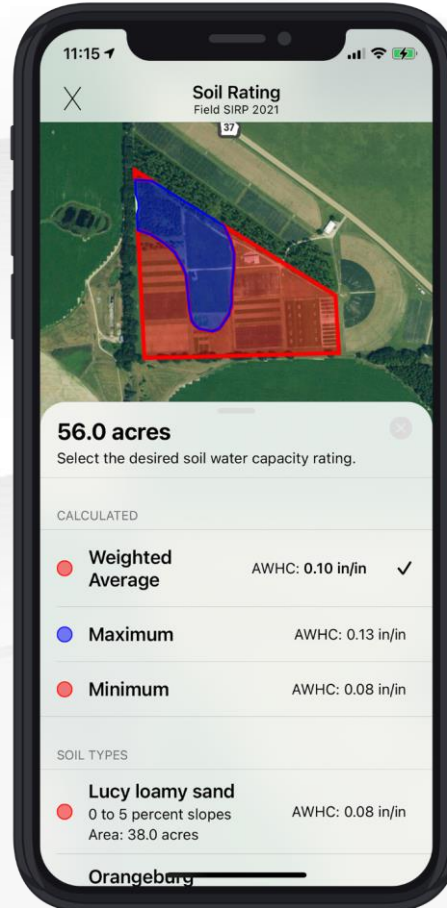 11:15
Soil Rating
Field SIRP 2021
37
56.0 acres
Select the desired soil water capacity rating.
CALCULATED
Weighted
Average
AWHC: 0.10 in/in
Maximum
AWHC: 0.13 in/in
Minimum
AWHC: 0.08 in/in
SOIL TYPES
Lucy loamy sand
0 to 5 percent slopes
AWHC: 0.08 in/in
Area: 38.0 acres
Orangeburg